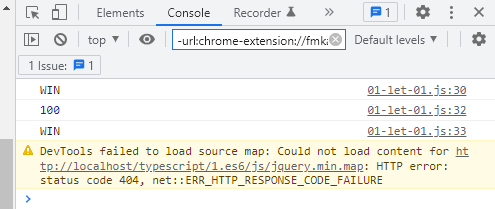 Elements Console Recorder 1
top -url:chrome-extension://fmk Default levels
1 Issue: 1
WIN 01-let-01.js:30
100 01-let-01.js:32
WIN 01-let-01.js:33
DevTools failed to load source map: Could not load content for ht
tp://localhost/typescript/1.es6/js/jquery.min.map: HTTP error:
status code 404, net::ERR_HTTP_RESPONSE_CODE_FAILURE